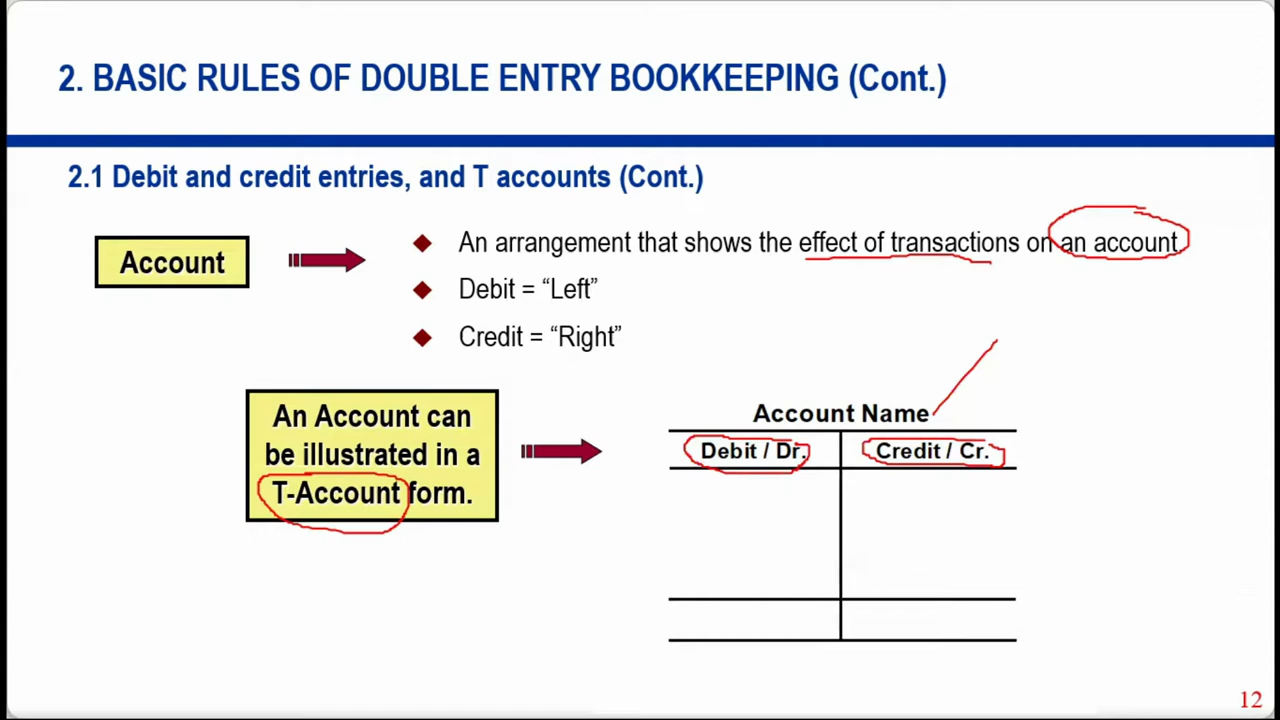 2. BASIC RULES OF DOUBLE ENTRY BOOKKEEPING (Cont.)
2.1 Debit and credit entries, and T accounts (Cont.)
Account
An arrangement that shows the effect of transactions on an account.
Debit = “Left”
Credit = “Right”
An Account can
be illustrated in a
T-Account form.
Account Name
Debit / Dr.
Credit / Cr.
12